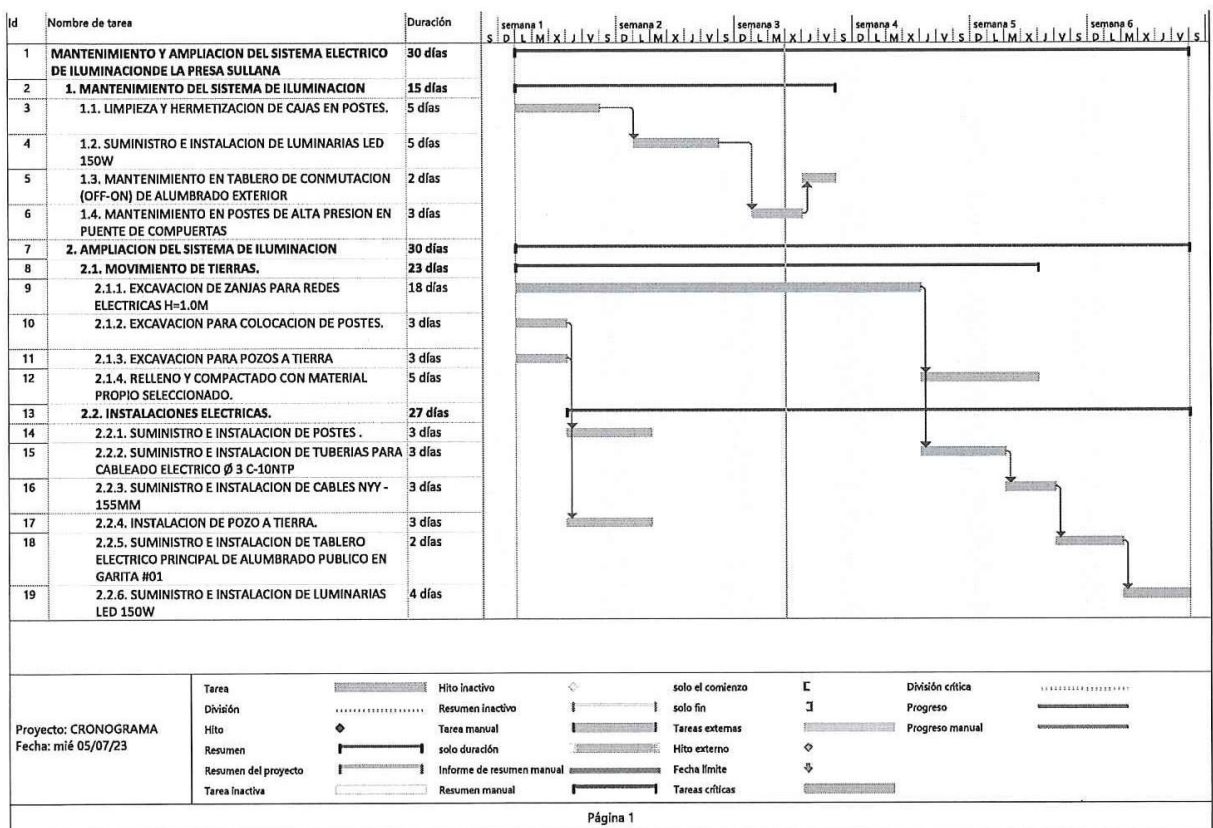 Id Nombre de tarea Duración
semana 1 semana 2 semana 3 semana 4 semana 5 semana 6
S D L M X J V S D L M X J V S D L M X J V S D L M X J V S D L M X J V S D L M X J V S
1 MANTENIMIENTO Y AMPLIACION DEL SISTEMA ELECTRICO 30 días
DE ILUMINACIONDE LA PRESA SULLANA
2 1. MANTENIMIENTO DEL SISTEMA DE ILUMINACION 15 días
3 1.1. LIMPIEZA Y HERMETIZACION DE CAJAS EN POSTES. 5 días
4 1.2. SUMINISTRO E INSTALACION DE LUMINARIAS LED 5 días
150W
5 1.3. MANTENIMIENTO EN TABLERO DE CONMUTACION 2 días
(OFF-ON) DE ALUMBRADO EXTERIOR
6 1.4. MANTENIMIENTO EN POSTES DE ALTA PRESION EN 3 días
PUENTE DE COMPUERTAS
7 2. AMPLIACION DEL SISTEMA DE ILUMINACION 30 días
8 2.1. MOVIMIENTO DE TIERRAS. 23 días
9 2.1.1. EXCAVACION DE ZANJAS PARA REDES 18 días
ELECTRICAS H=1.0M
10 2.1.2. EXCAVACION PARA COLOCACION DE POSTES. 3 días
11 2.1.3. EXCAVACION PARA POZOS A TIERRA 3 días
12 2.1.4. RELLENO Y COMPACTADO CON MATERIAL 5 días
PROPIO SELECCIONADO.
13 2.2. INSTALACIONES ELECTRICAS. 27 días
14 2.2.1. SUMINISTRO E INSTALACION DE POSTES . 3 días
15 2.2.2. SUMINISTRO E INSTALACION DE TUBERIAS PARA 3 días
CABLEADO ELECTRICO Ø 3 C-10NTP
16 2.2.3. SUMINISTRO E INSTALACION DE CABLES NYY - 3 días
155MM
17 2.2.4. INSTALACION DE POZO A TIERRA. 3 días
18 2.2.5. SUMINISTRO E INSTALACION DE TABLERO 2 días
ELECTRICO PRINCIPAL DE ALUMBRADO PUBLICO EN
GARITA #01
19 2.2.6. SUMINISTRO E INSTALACION DE LUMINARIAS 4 días
LED 150W
Proyecto: CRONOGRAMA
Fecha: mié 05/07/23
Tarea
División
Hito
Resumen
Resumen del proyecto
Tarea inactiva
Hito inactivo
Resumen inactivo
Tarea manual
solo duración
Informe de resumen manual
Resumen manual
solo el comienzo
solo fin
Tareas externas
Hito externo
Fecha límite
Tareas críticas
División crítica
Progreso
Progreso manual
Página 1